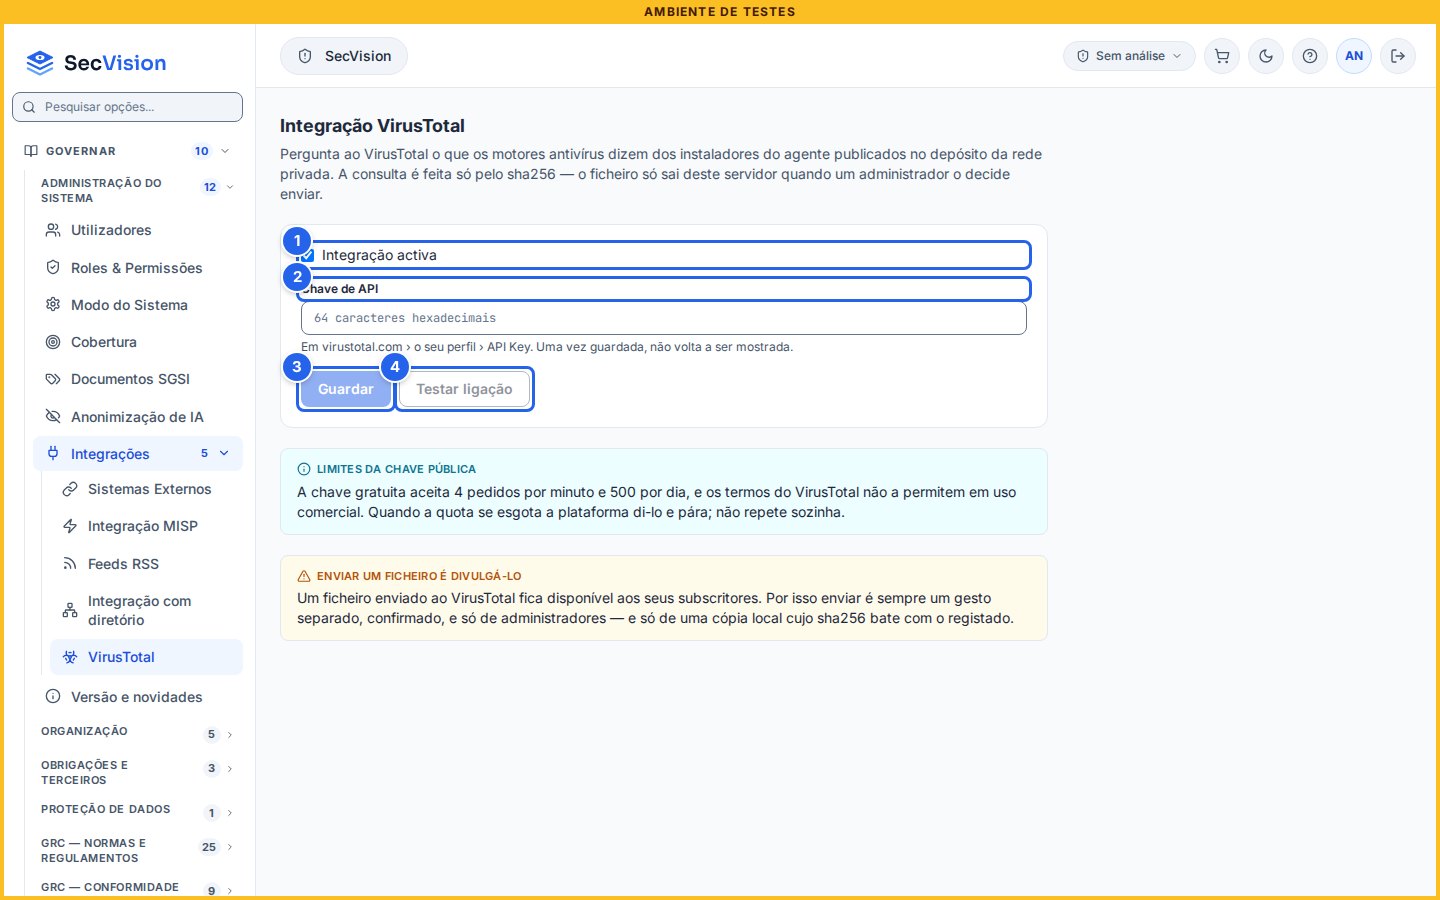 AMBIENTE DE TESTES
SecVision
Pesquisar opções...
GOVERNAR 10
ADMINISTRAÇÃO DO
SISTEMA 12
Utilizadores
Roles & Permissões
Modo do Sistema
Cobertura
Documentos SGSI
Anonimização de IA
Integrações 5
Sistemas Externos
Integração MISP
Feeds RSS
Integração com
diretório
VirusTotal
Versão e novidades
ORGANIZAÇÃO 5
OBRIGAÇÕES E
TERCEIROS 3
PROTEÇÃO DE DADOS 1
GRC — NORMAS E
REGULAMENTOS 25
GRC — CONFORMIDADE 9
SecVision
Sem análise
AN
Integração VirusTotal
Pergunta ao VirusTotal o que os motores antivírus dizem dos instaladores do agente publicados no depósito da rede
privada. A consulta é feita só pelo sha256 — o ficheiro só sai deste servidor quando um administrador o decide
enviar.
1
Integração activa
2
Chave de API
64 caracteres hexadecimais
Em virustotal.com › o seu perfil › API Key. Uma vez guardada, não volta a ser mostrada.
3 4
Guardar Testar ligação
LIMITES DA CHAVE PÚBLICA
A chave gratuita aceita 4 pedidos por minuto e 500 por dia, e os termos do VirusTotal não a permitem em uso
comercial. Quando a quota se esgota a plataforma di-lo e pára; não repete sozinha.
ENVIAR UM FICHEIRO É DIVULGÁ-LO
Um ficheiro enviado ao VirusTotal fica disponível aos seus subscritores. Por isso enviar é sempre um gesto
separado, confirmado, e só de administradores — e só de uma cópia local cujo sha256 bate com o registado.